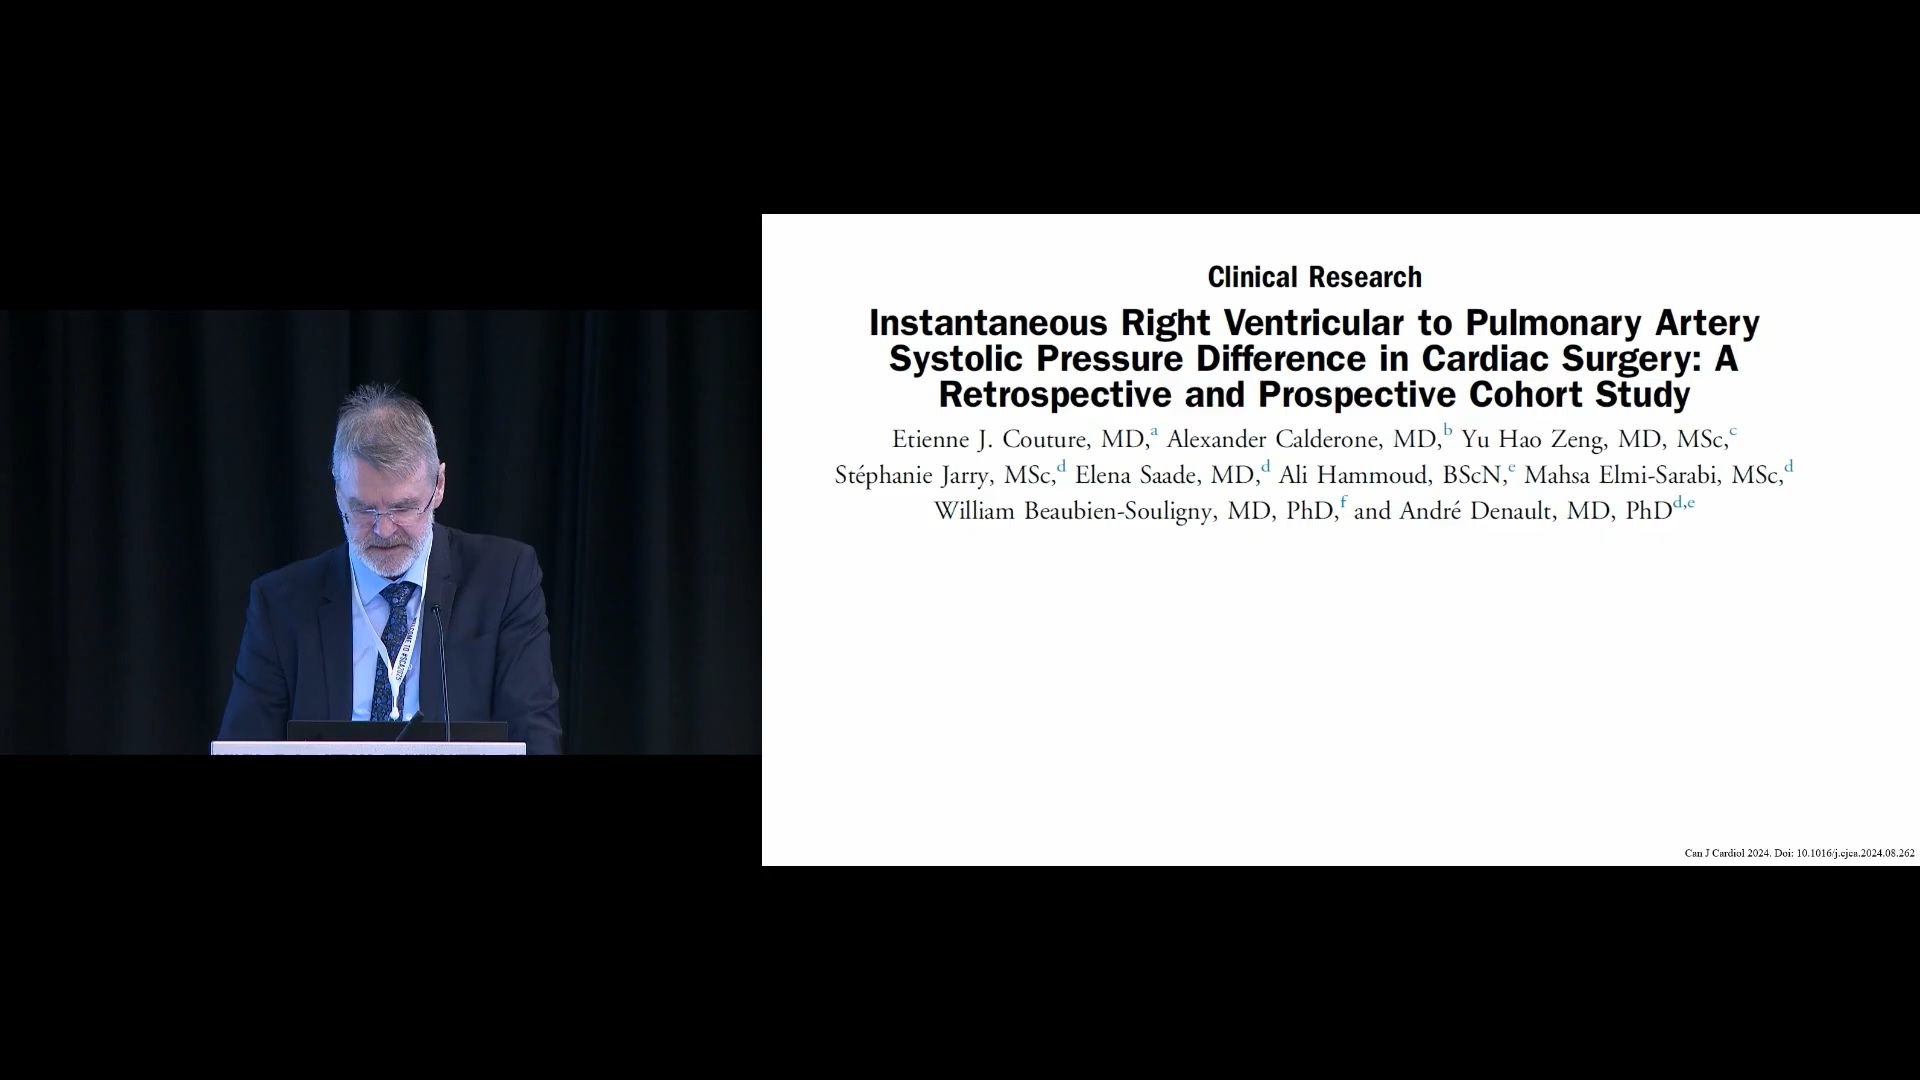 Clinical Research
Instantaneous Right Ventricular to Pulmonary Artery
Systolic Pressure Difference in Cardiac Surgery: A
Retrospective and Prospective Cohort Study
Etienne J. Couture, MD,ᵃ Alexander Calderone, MD,ᵇ Yu Hao Zeng, MD, MSc,ᶜ
Stéphanie Jarry, MSc,ᵈ Elena Saade, MD,ᵈ Ali Hammoud, BScN,ᵉ Mahsa Elmi-Sarabi, MSc,ᵈ
William Beaubien-Souligny, MD, PhD,ᶠ and André Denault, MD, PhDᵈ,ᵉ
Can J Cardiol 2024. Doi: 10.1016/j.cjca.2024.08.262
WELCOME TO #SCA2025